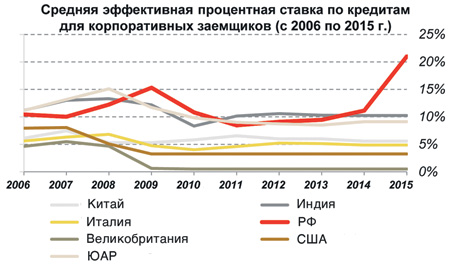 Средняя эффективная процентная ставка по кредитам
для корпоративных заемщиков (с 2006 по 2015 г.)
25%
20%
15%
10%
5%
0%
2006 2007 2008 2009 2010 2011 2012 2013 2014 2015
Китай Индия
Италия РФ
Великобритания США
ЮАР